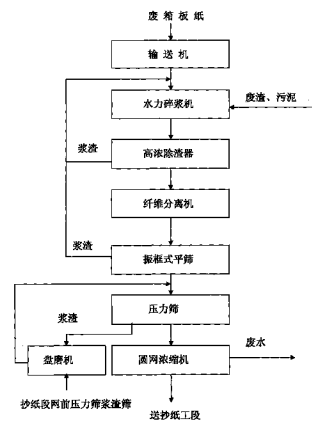 废箱板纸
输送机
水力碎浆机
废渣、污泥
浆渣
高浓除渣器
纤维分离机
浆渣
振框式平筛
浆渣
压力筛
盘磨机
圆网浓缩机
废水
抄纸段网前压力筛浆渣筛
送抄纸工段